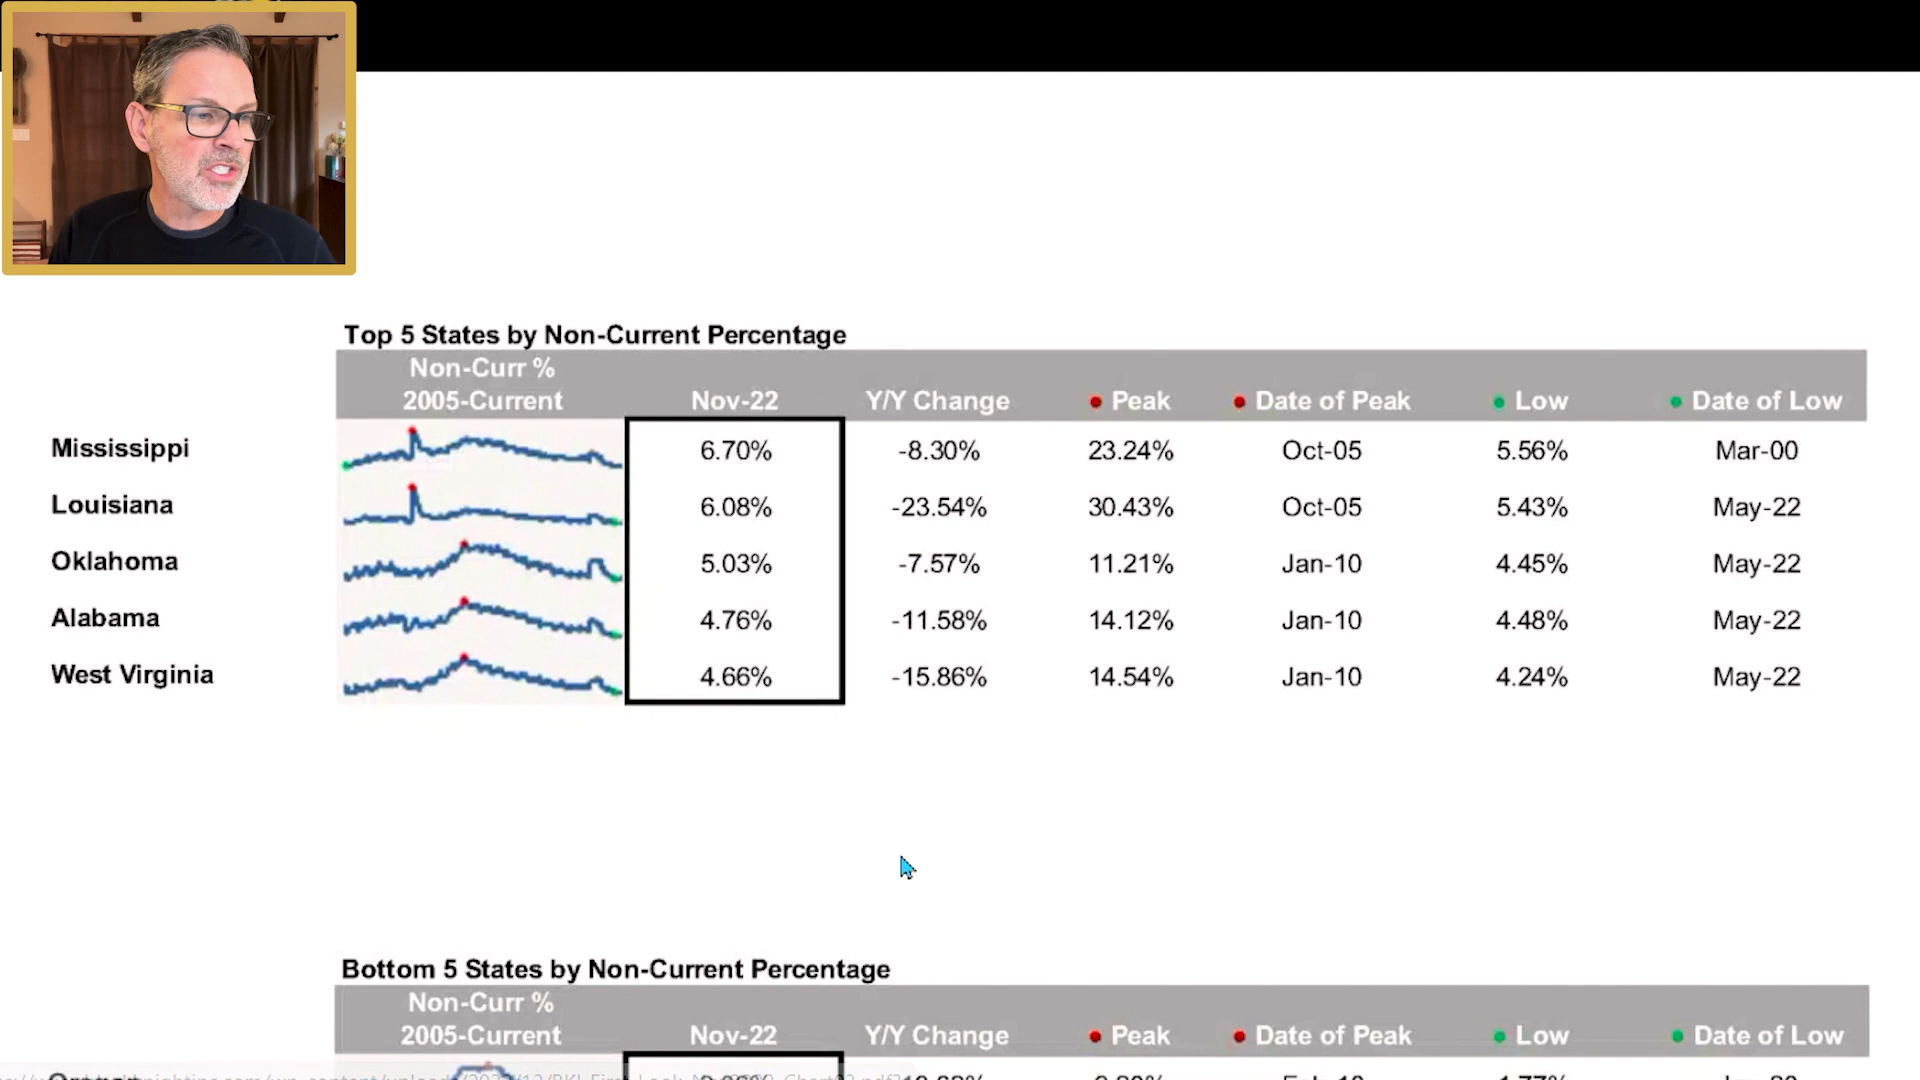 Top 5 States by Non-Current Percentage
Non-Curr %
2005-Current Nov-22 Y/Y Change Peak Date of Peak Low Date of Low
Mississippi 6.70% -8.30% 23.24% Oct-05 5.56% Mar-00
Louisiana 6.08% -23.54% 30.43% Oct-05 5.43% May-22
Oklahoma 5.03% -7.57% 11.21% Jan-10 4.45% May-22
Alabama 4.76% -11.58% 14.12% Jan-10 4.48% May-22
West Virginia 4.66% -15.86% 14.54% Jan-10 4.24% May-22
Bottom 5 States by Non-Current Percentage
Non-Curr %
2005-Current Nov-22 Y/Y Change Peak Date of Peak Low Date of Low